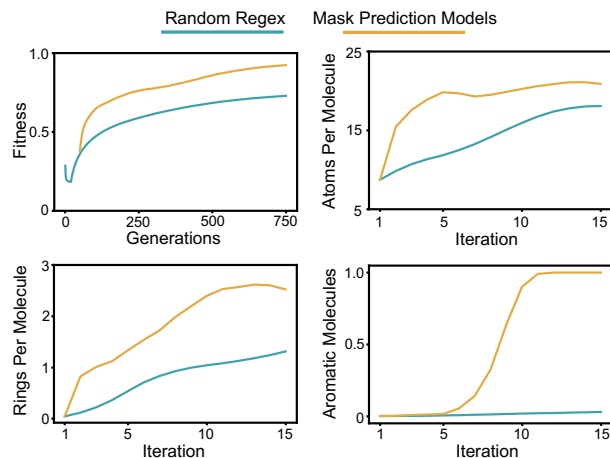 Random Regex
Mask Prediction Models
Fitness
1.0
0.5
0
0
250
500
750
Generations
Atoms Per Molecule
25
15
5
1
5
10
15
Iteration
Rings Per Molecule
3
2
1
0
1
5
10
15
Iteration
Aromatic Molecules
1.0
0.5
0
1
5
10
15
Iteration